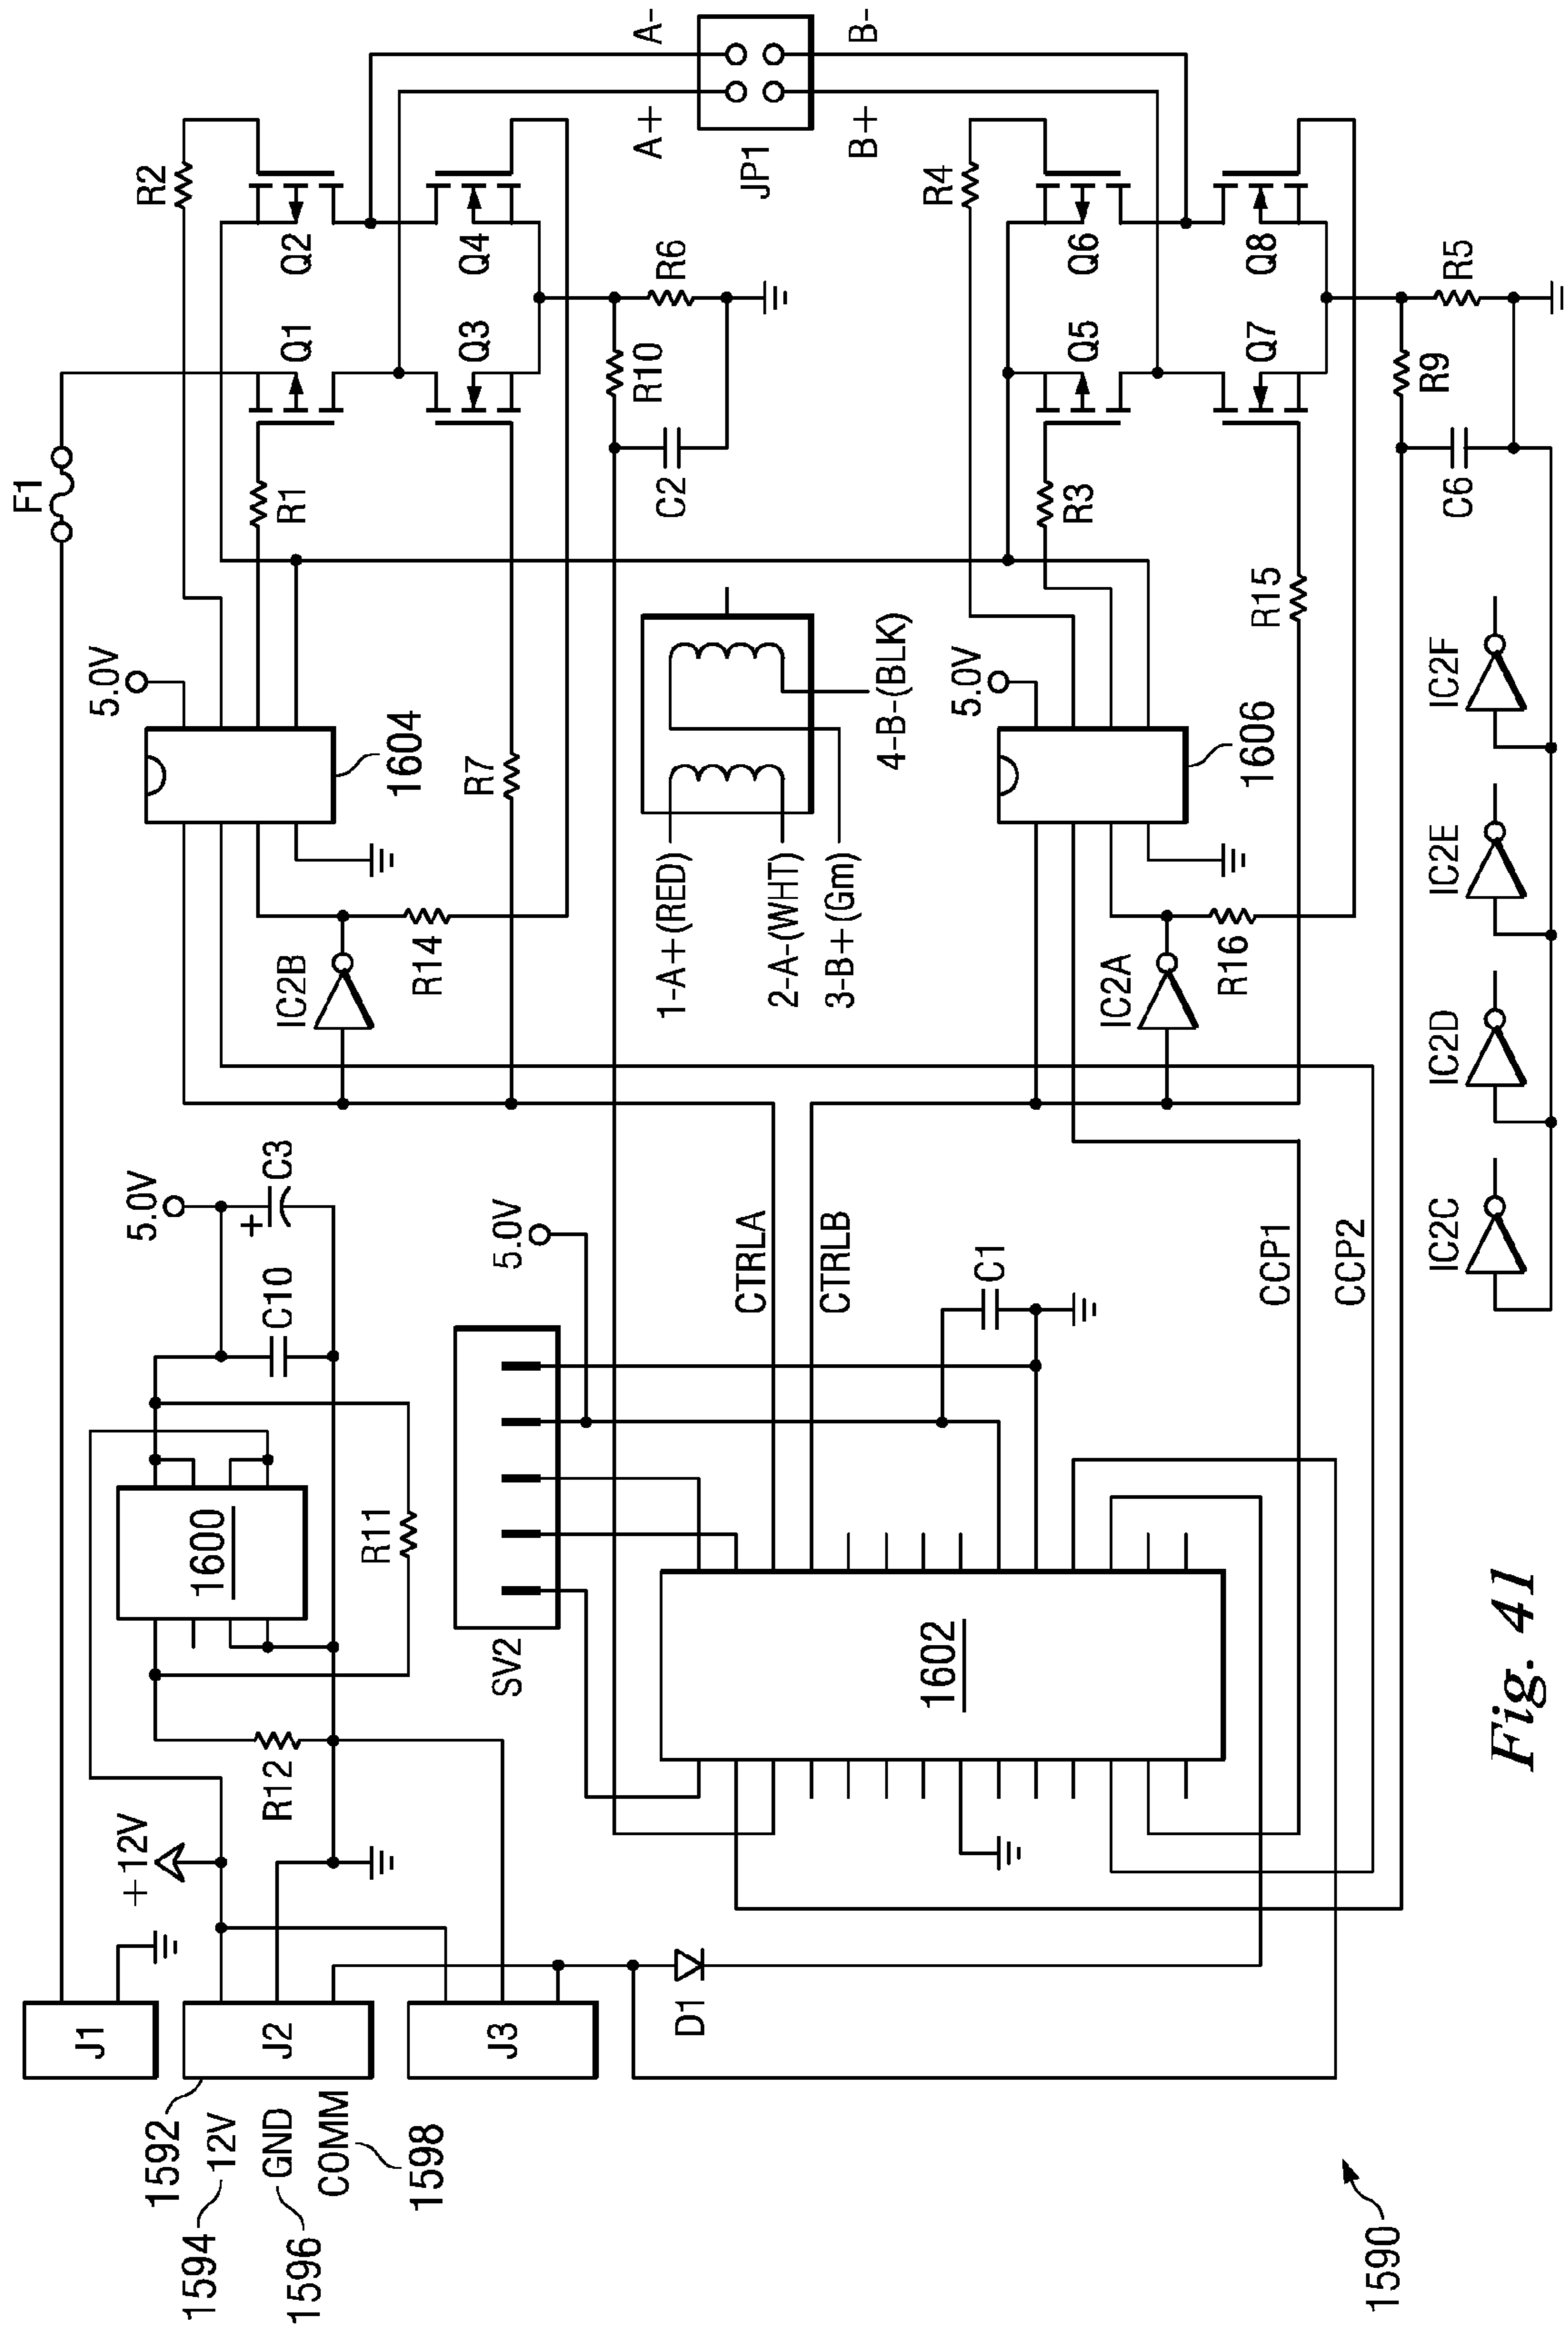 J1
F1
1592
1594
12V
+12V
J2
1596
GND
COMM
1598
J3
R12
1600
R11
C10
5.0V
C3
5.0V
1604
IC2B
R14
R7
R1
R2
Q1
Q2
Q3
Q4
R10
R6
C2
A+
A-
JP1
B+
B-
SV2
5.0V
1602
C1
CTRLA
CTRLB
CCP1
CCP2
D1
1-A+(RED)
2-A-(WHT)
3-B+(Gm)
4-B-(BLK)
5.0V
1606
IC2A
R16
R15
R3
R4
Q5
Q6
Q7
Q8
R9
R5
C6
IC2C
IC2D
IC2E
IC2F
1590
Fig. 41